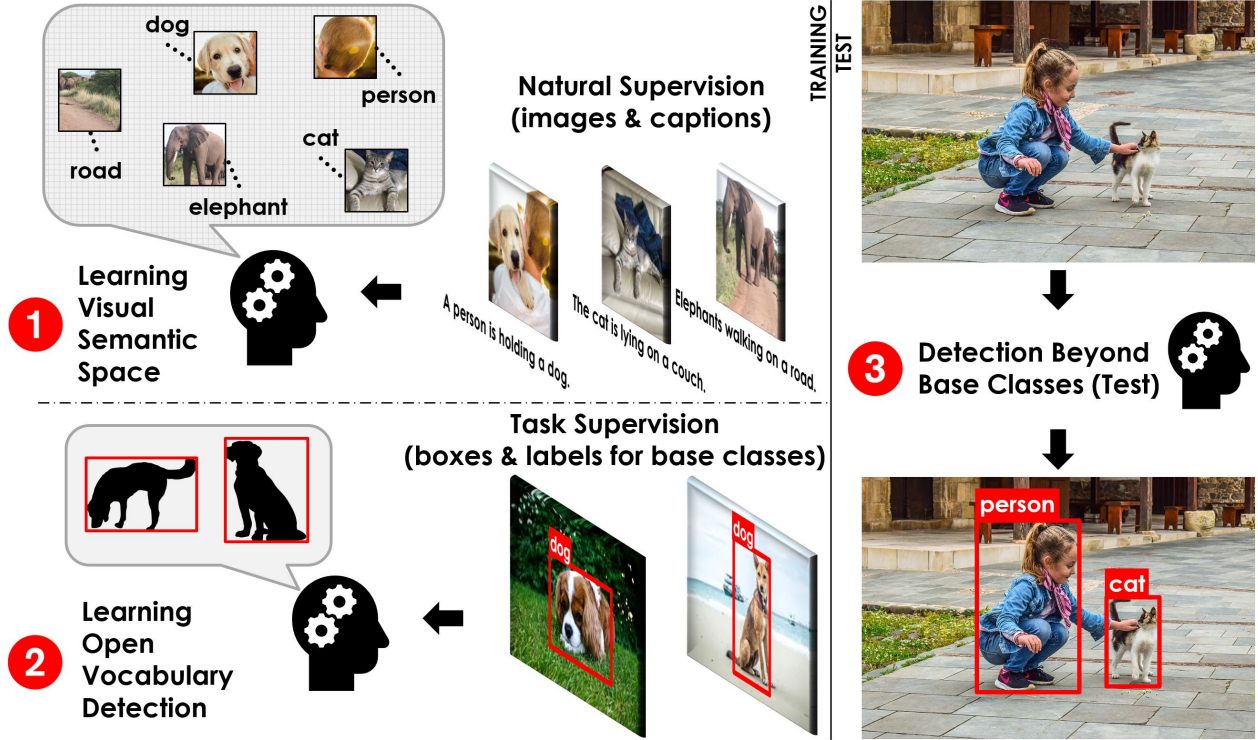 dog
person
road
cat
elephant
Natural Supervision
(images & captions)
A person is holding a dog.
The cat is lying on a couch.
Elephants walking on a road.
1
Learning
Visual
Semantic
Space
Task Supervision
(boxes & labels for base classes)
dog
dog
2
Learning
Open
Vocabulary
Detection
TRAINING
TEST
3
Detection Beyond
Base Classes (Test)
person
cat